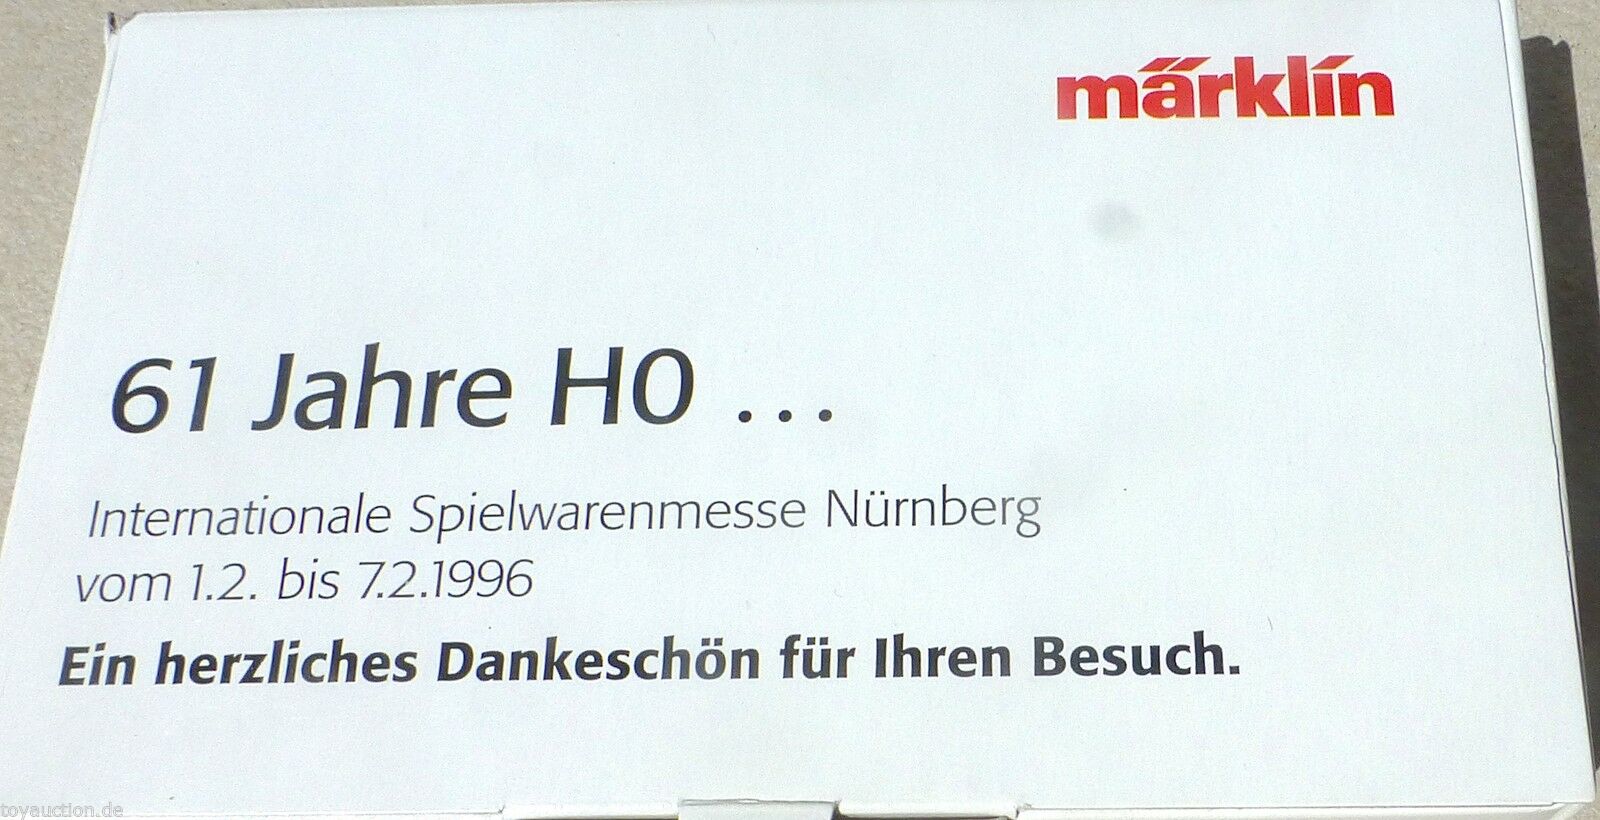 märklin
61 Jahre H0 ...
Internationale Spielwarenmesse Nürnberg
vom 1.2. bis 7.2.1996
Ein herzliches Dankeschön für Ihren Besuch.
toyauction.de